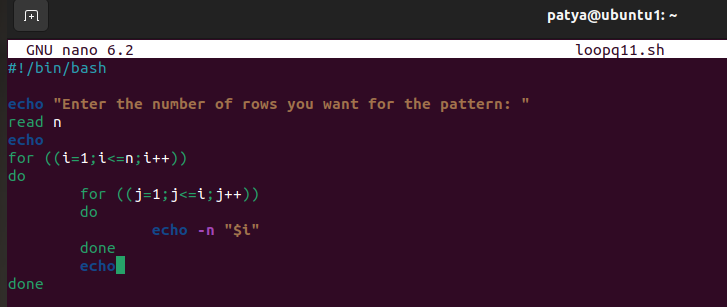 patya@ubuntu1: ~
GNU nano 6.2 loopq11.sh
#!/bin/bash
echo "Enter the number of rows you want for the pattern: "
read n
echo
for ((i=1;i<=n;i++))
do
        for ((j=1;j<=i;j++))
        do
                echo -n "$i"
        done
        echo
done